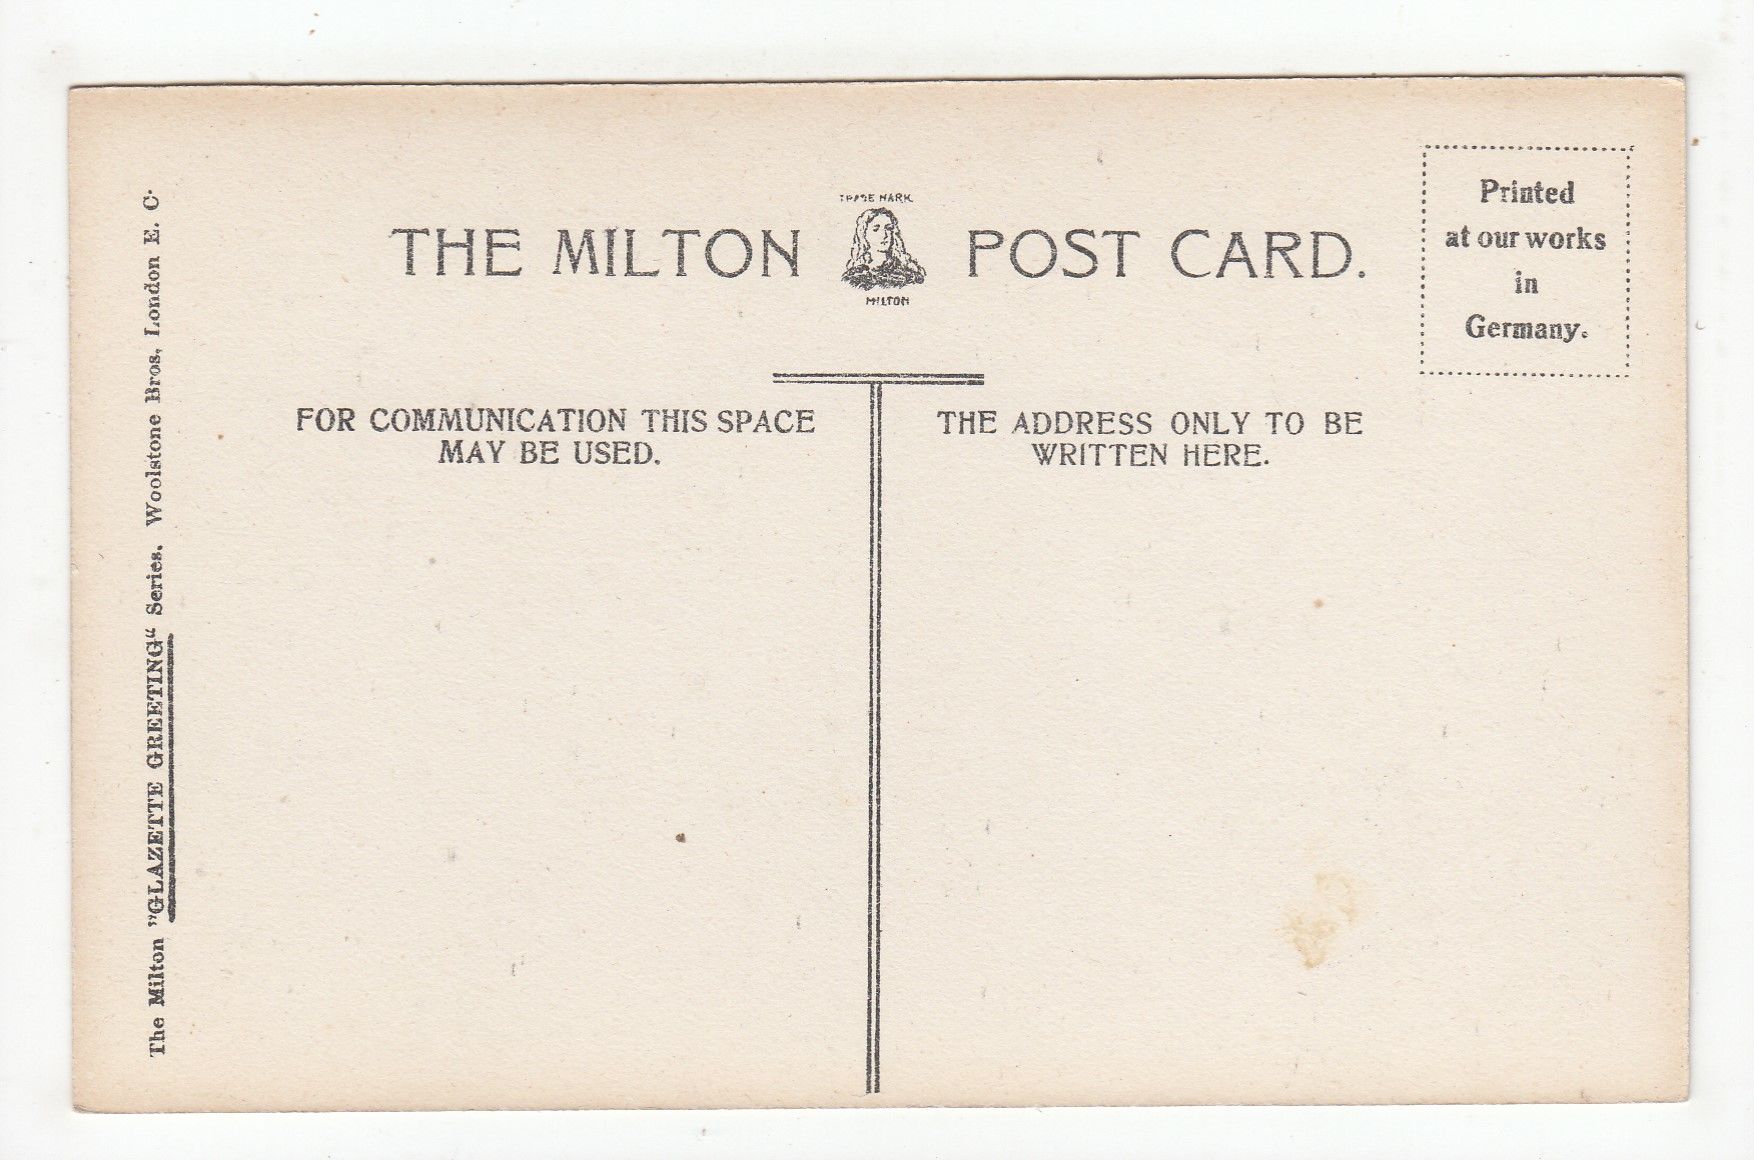 TRADE MARK
THE MILTON POST CARD.
MILTON
Printed
at our works
in
Germany.
FOR COMMUNICATION THIS SPACE
MAY BE USED.
THE ADDRESS ONLY TO BE
WRITTEN HERE.
The Milton "GLAZETTE GREETING“ Series. Woolstone Bros, London E. C.